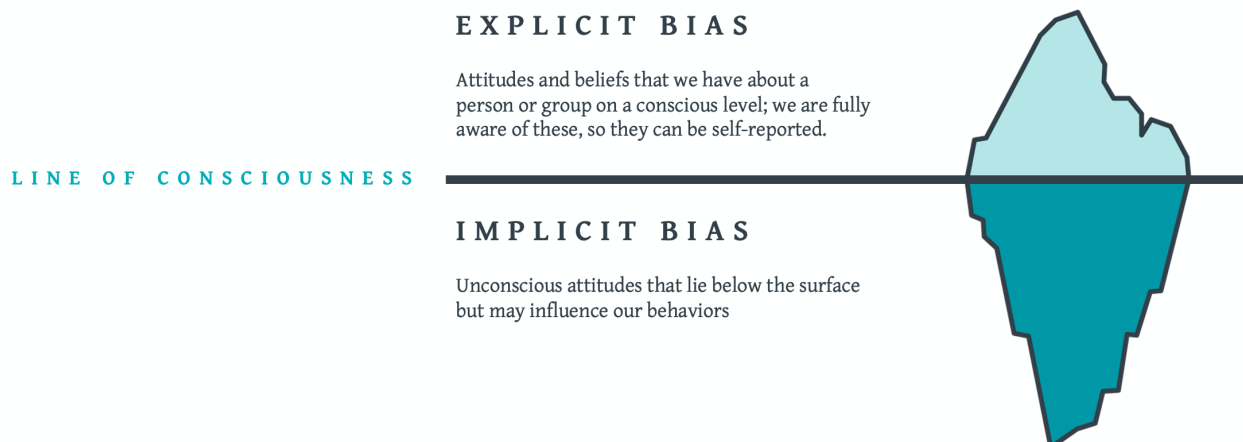 EXPLICIT BIAS
Attitudes and beliefs that we have about a
person or group on a conscious level; we are fully
aware of these, so they can be self-reported.
LINE OF CONSCIOUSNESS
IMPLICIT BIAS
Unconscious attitudes that lie below the surface
but may influence our behaviors